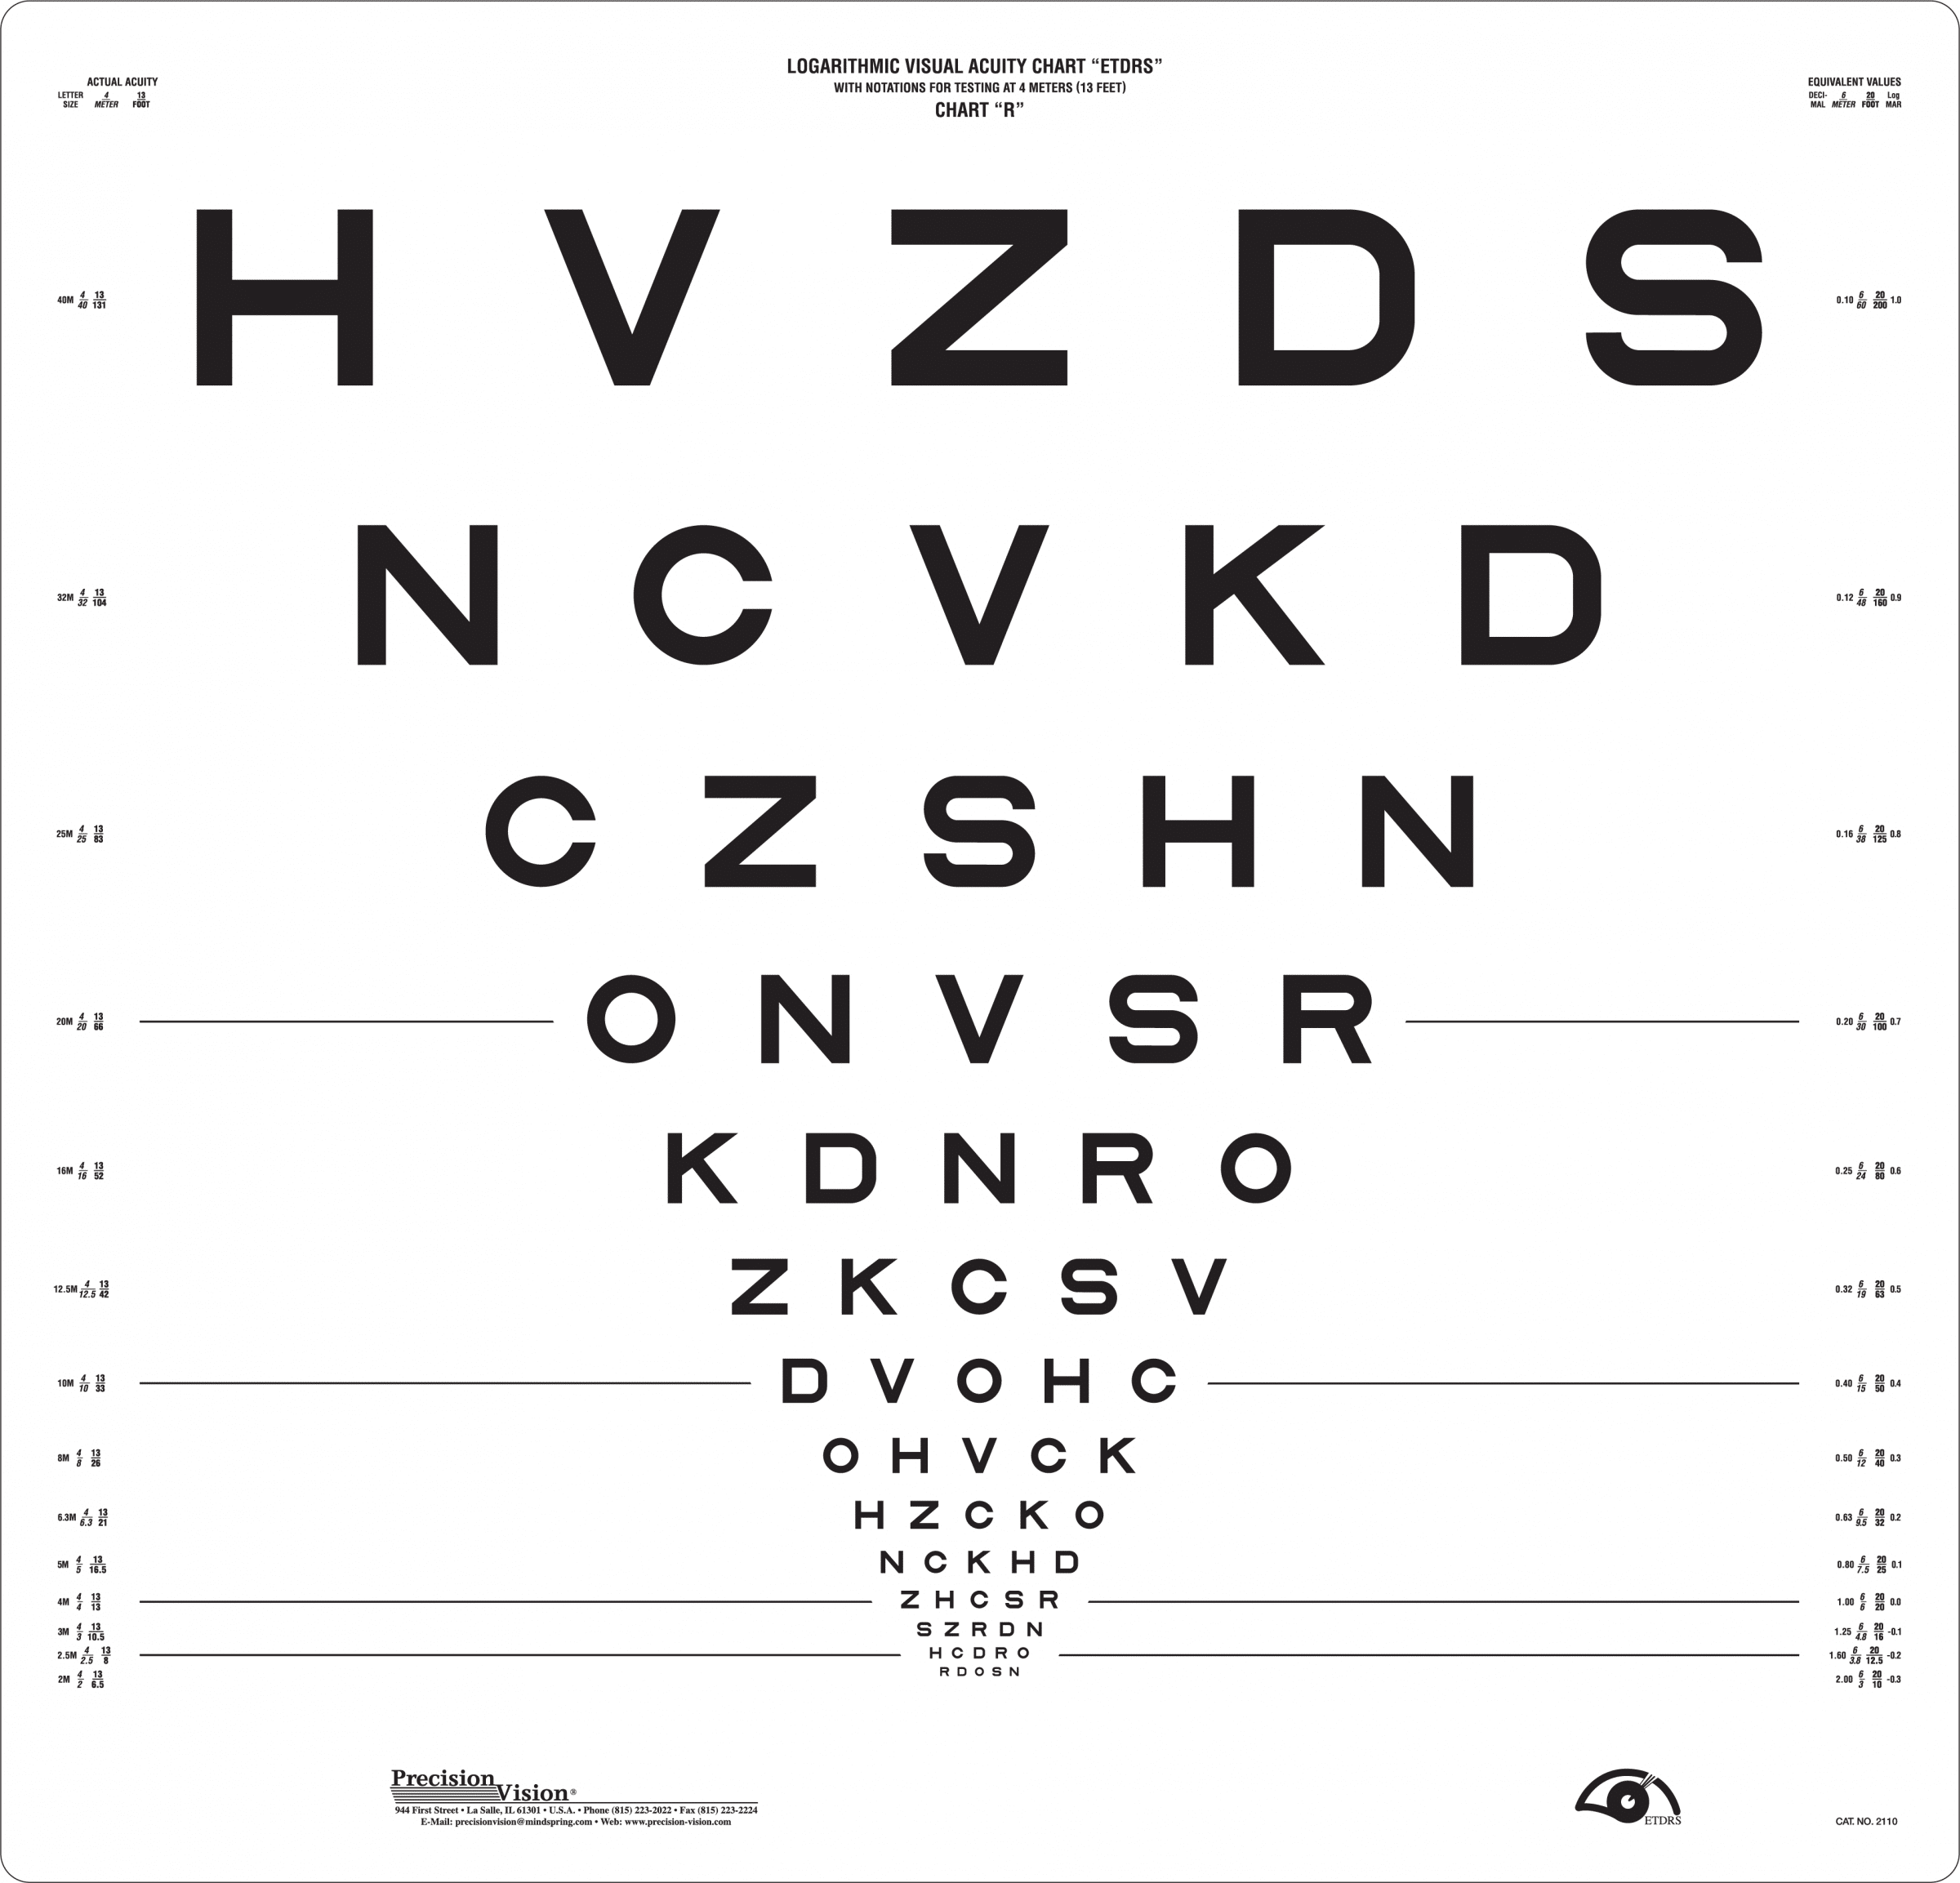 LOGARITHMIC VISUAL ACUITY CHART “ETDRS”
WITH NOTATIONS FOR TESTING AT 4 METERS (13 FEET)
CHART “R”
ACTUAL ACUITY
LETTER SIZE 4/METER 13/FOOT
EQUIVALENT VALUES
DECI-MAL 6/METER 20/FOOT Log MAR
40M 4/40 13/131 H V Z D S 0.10 6/60 20/200 1.0
32M 4/32 13/104 N C V K D 0.12 6/48 20/160 0.9
25M 4/25 13/83 C Z S H N 0.16 6/38 20/125 0.8
20M 4/20 13/66 O N V S R 0.20 6/30 20/100 0.7
16M 4/16 13/52 K D N R O 0.25 6/24 20/80 0.6
12.5M 4/12.5 13/42 Z K C S V 0.32 6/19 20/63 0.5
10M 4/10 13/33 D V O H C 0.40 6/15 20/50 0.4
8M 4/8 13/26 O H V C K 0.50 6/12 20/40 0.3
6.3M 4/6.3 13/21 H Z C K O 0.63 6/9.5 20/32 0.2
5M 4/5 13/16.5 N C K H D 0.80 6/7.5 20/25 0.1
4M 4/4 13/13 Z H C S R 1.00 6/6 20/20 0.0
3M 4/3 13/10.5 S Z R D N 1.25 6/4.8 20/16 -0.1
2.5M 4/2.5 13/8 H C D R O 1.60 6/3.8 20/12.5 -0.2
2M 4/2 13/6.5 R D O S N 2.00 6/3 20/10 -0.3
Precision Vision®
944 First Street • La Salle, IL 61301 • U.S.A. • Phone (815) 223-2022 • Fax (815) 223-2224
E-Mail: precisionvision@mindspring.com • Web: www.precision-vision.com
ETDRS
CAT. NO. 2110